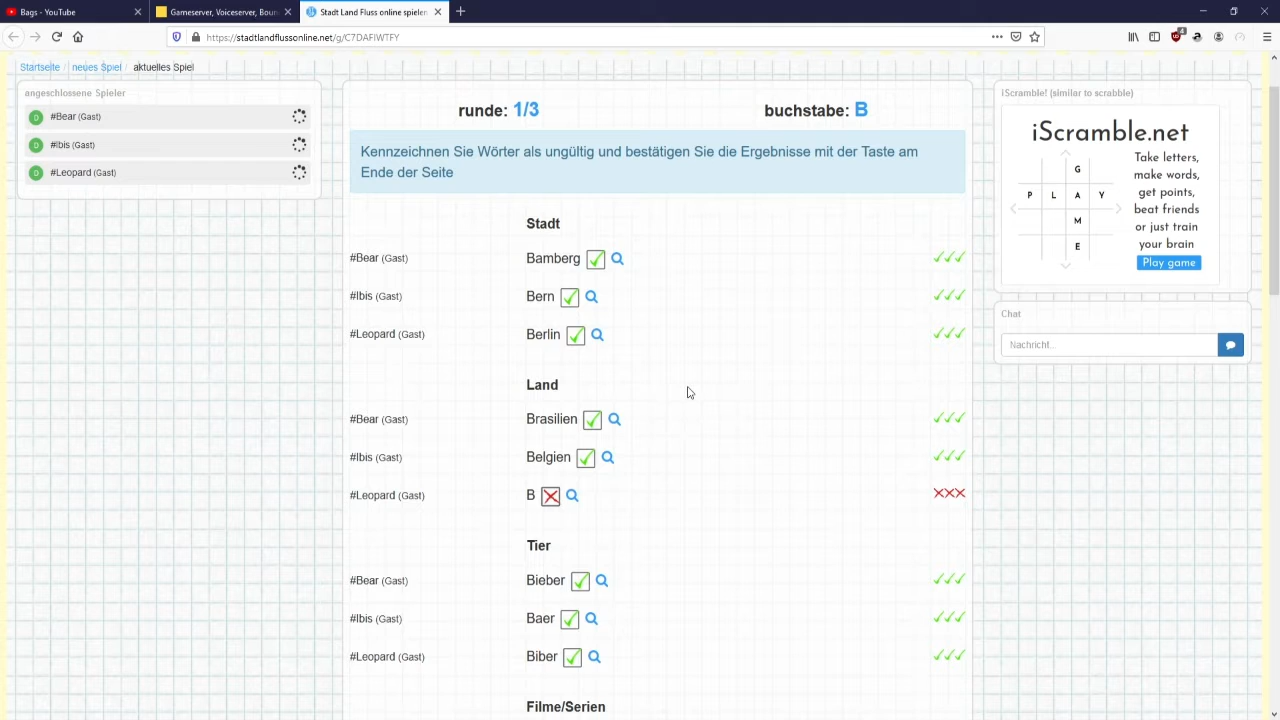 Bags - YouTube
Gameserver, Voiceserver, Boun
Stadt Land Fluss online spielen
https://stadtlandflussonline.net/g/C7DAFIWTFY
Startseite / neues Spiel / aktuelles Spiel
angeschlossene Spieler
#Bear (Gast)
#Ibis (Gast)
#Leopard (Gast)
runde: 1/3
buchstabe: B
Kennzeichnen Sie Wörter als ungültig und bestätigen Sie die Ergebnisse mit der Taste am
Ende der Seite
Stadt
#Bear (Gast) Bamberg
#Ibis (Gast) Bern
#Leopard (Gast) Berlin
Land
#Bear (Gast) Brasilien
#Ibis (Gast) Belgien
#Leopard (Gast) B
Tier
#Bear (Gast) Bieber
#Ibis (Gast) Baer
#Leopard (Gast) Biber
Filme/Serien
iScramble! (similar to scrabble)
iScramble.net
G
P L A Y
M
E
Take letters,
make words,
get points,
beat friends
or just train
your brain
Play game
Chat
Nachricht...